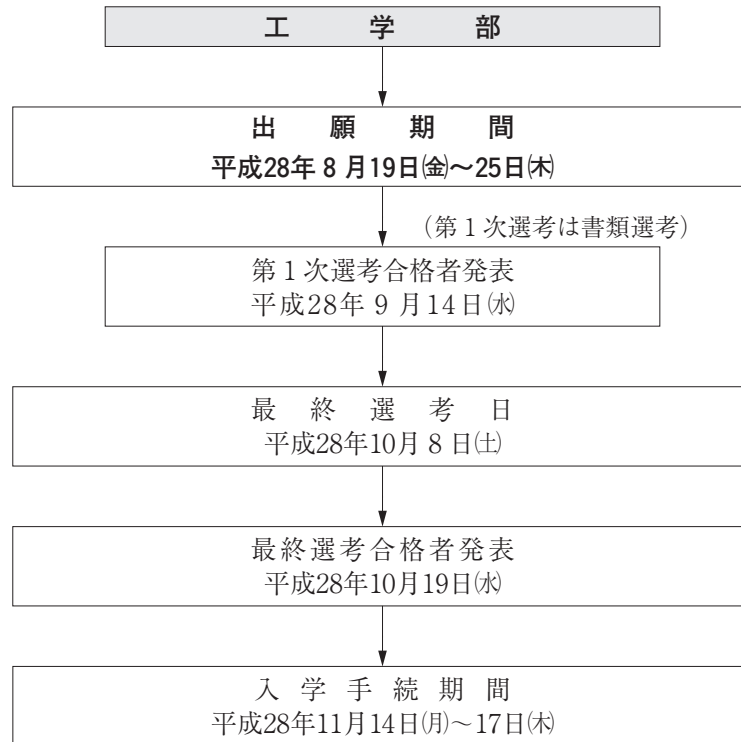 工学部
出願期間
平成28年8月19日㈮～25日㈭
(第1次選考は書類選考)
第1次選考合格者発表
平成28年9月14日㈬
最終選考日
平成28年10月8日㈯
最終選考合格者発表
平成28年10月19日㈬
入学手続期間
平成28年11月14日㈪～17日㈭